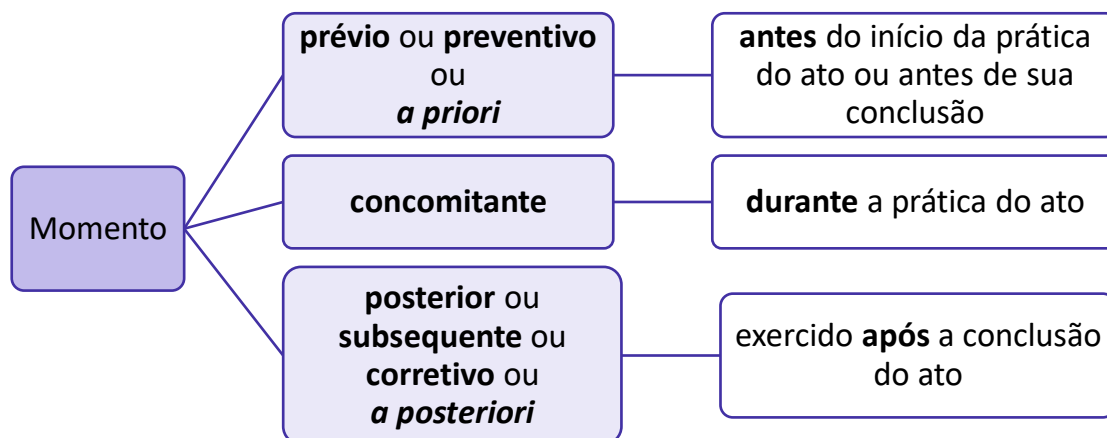 Momento
prévio ou preventivo
ou
a priori
antes do início da prática
do ato ou antes de sua
conclusão
concomitante
durante a prática do ato
posterior ou
subsequente ou
corretivo ou
a posteriori
exercido após a conclusão
do ato